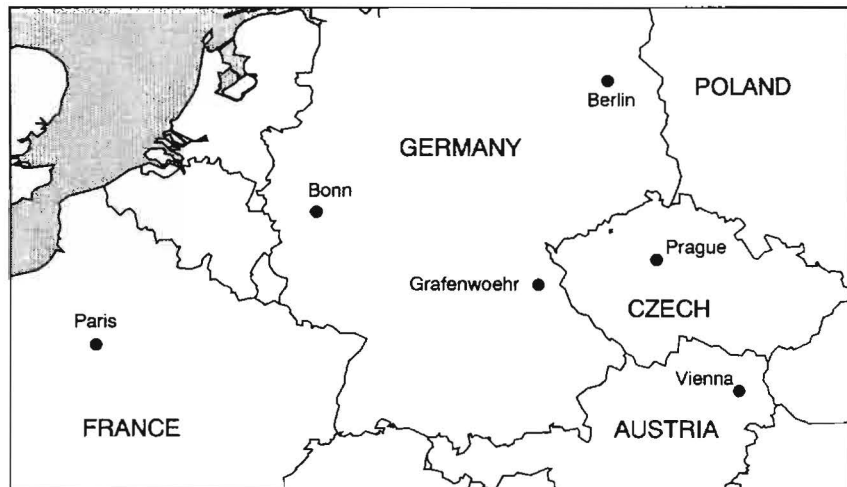 Berlin
POLAND
GERMANY
Bonn
Prague
Grafenwoehr
CZECH
Paris
Vienna
FRANCE
AUSTRIA